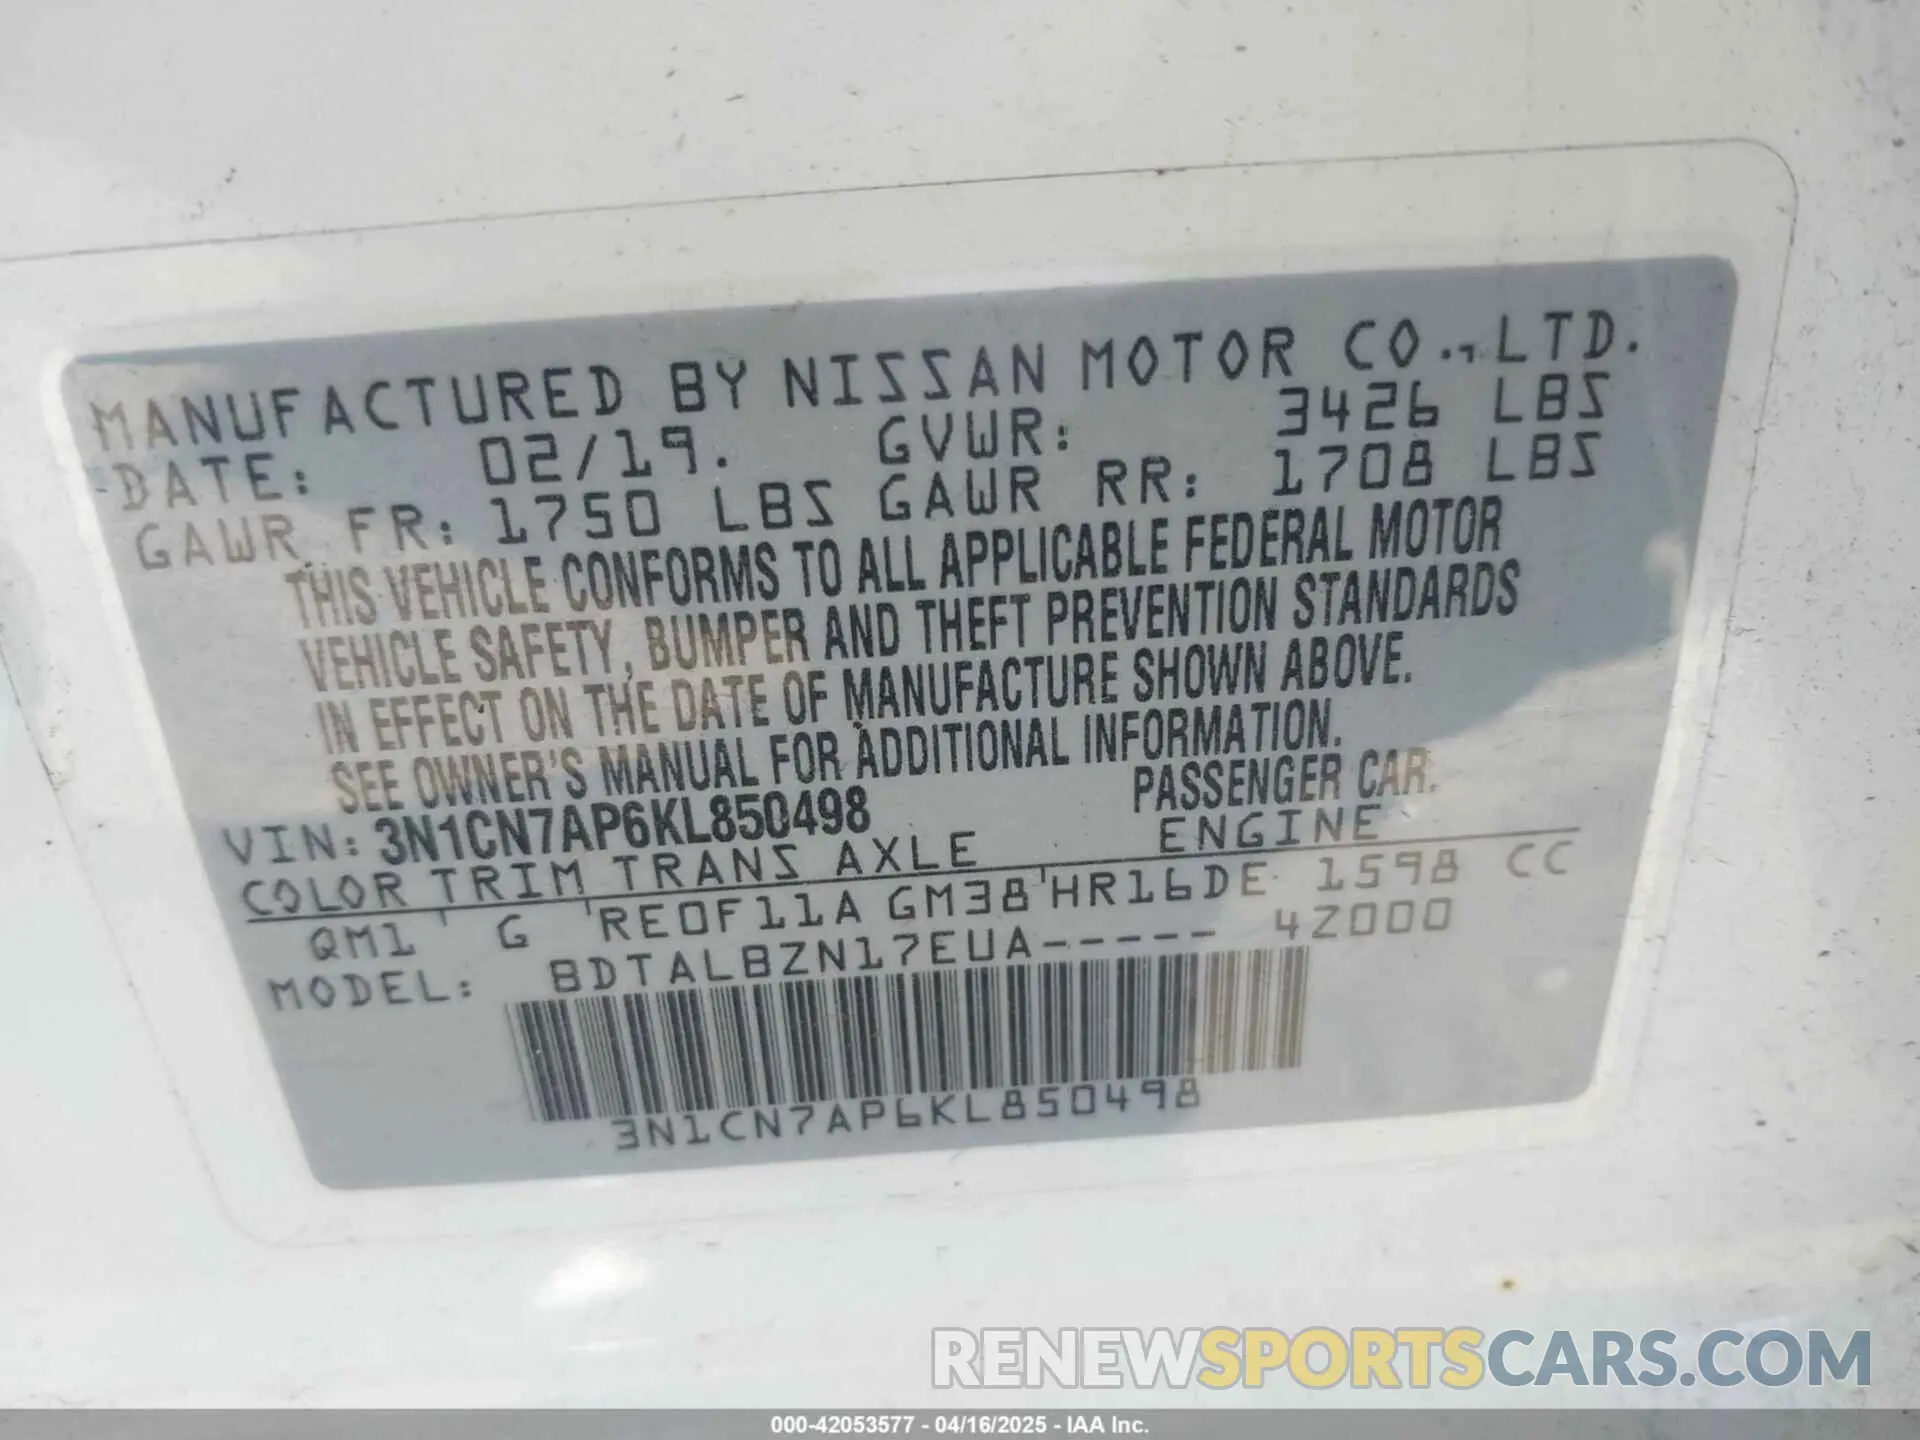 MANUFACTURED BY NISSAN MOTOR CO.,LTD.
DATE: 02/19. GVWR: 3426 LBS
GAWR FR: 1750 LBS GAWR RR: 1708 LBS
THIS VEHICLE CONFORMS TO ALL APPLICABLE FEDERAL MOTOR
VEHICLE SAFETY, BUMPER AND THEFT PREVENTION STANDARDS
IN EFFECT ON THE DATE OF MANUFACTURE SHOWN ABOVE.
SEE OWNER'S MANUAL FOR ADDITIONAL INFORMATION.
VIN: 3N1CN7AP6KL850498 PASSENGER CAR.
COLOR TRIM TRANS AXLE ENGINE
QM1 ' G 'RE0F11A GM38'HR16DE 1598 CC
MODEL: BDTALBZN17EUA----- 4Z000
3N1CN7AP6KL850498
RENEWSPORTSCARS.COM
000-42053577 - 04/16/2025 - IAA Inc.